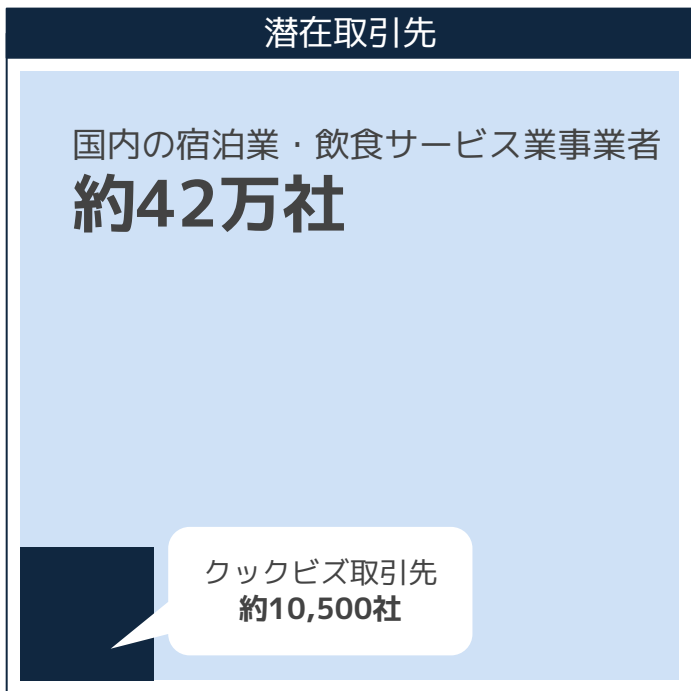 潜在取引先
国内の宿泊業・飲食サービス業事業者
約42万社
クックビズ取引先
約10,500社